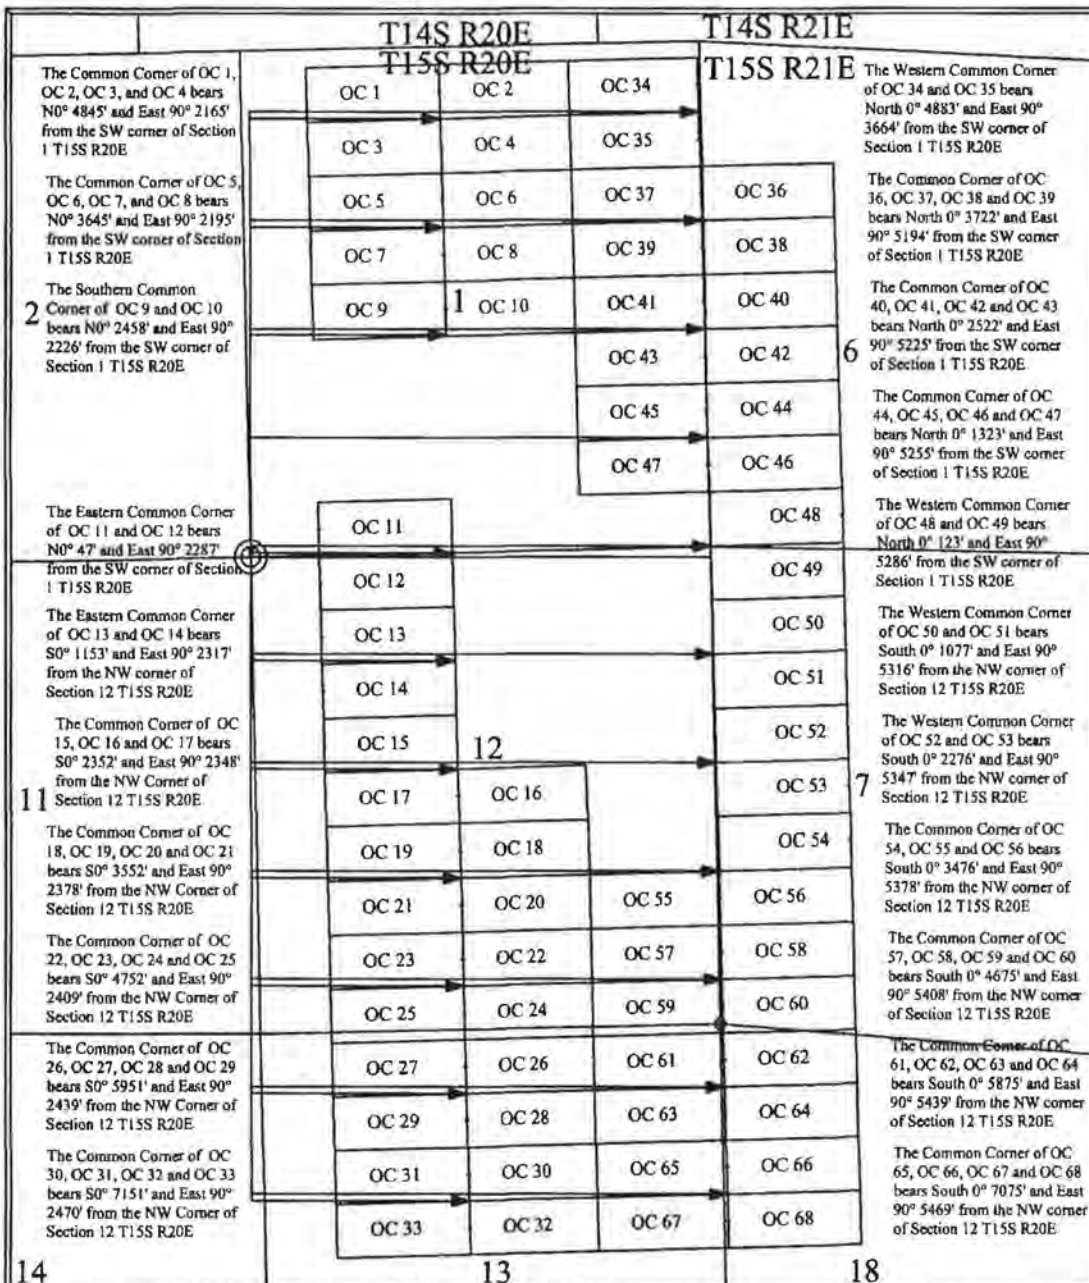 T14S R20E
T14S R21E
T15S R20E
T15S R21E
The Common Corner of OC 1,
OC 2, OC 3, and OC 4 bears
N0° 4845' and East 90° 2165'
from the SW corner of Section
1 T15S R20E
The Common Corner of OC 5,
OC 6, OC 7, and OC 8 bears
N0° 3645' and East 90° 2195'
from the SW corner of Section
1 T15S R20E
The Southern Common
Corner of OC 9 and OC 10
bears N0° 2458' and East 90°
2226' from the SW corner of
Section 1 T15S R20E
2
The Eastern Common Corner
of OC 11 and OC 12 bears
N0° 47' and East 90° 2287'
from the SW corner of Section
1 T15S R20E
The Eastern Common Corner
of OC 13 and OC 14 bears
S0° 1153' and East 90° 2317'
from the NW corner of
Section 12 T15S R20E
The Common Corner of OC
15, OC 16 and OC 17 bears
S0° 2352' and East 90° 2348'
from the NW Corner of
Section 12 T15S R20E
11
The Common Corner of OC
18, OC 19, OC 20 and OC 21
bears S0° 3552' and East 90°
2378' from the NW Corner of
Section 12 T15S R20E
The Common Corner of OC
22, OC 23, OC 24 and OC 25
bears S0° 4752' and East 90°
2409' from the NW Corner of
Section 12 T15S R20E
The Common Corner of OC
26, OC 27, OC 28 and OC 29
bears S0° 5951' and East 90°
2439' from the NW Corner of
Section 12 T15S R20E
The Common Corner of OC
30, OC 31, OC 32 and OC 33
bears S0° 7151' and East 90°
2470' from the NW Corner of
Section 12 T15S R20E
14
OC 1 OC 2 OC 34
OC 3 OC 4 OC 35
OC 5 OC 6 OC 37 OC 36
OC 7 OC 8 OC 39 OC 38
OC 9 1 OC 10 OC 41 OC 40
OC 43 OC 42
OC 45 OC 44
OC 47 OC 46
OC 11 OC 48
OC 12 OC 49
OC 13 OC 50
OC 14 OC 51
OC 15 12 OC 52
OC 17 OC 16 OC 53
OC 19 OC 18 OC 54
OC 21 OC 20 OC 55 OC 56
OC 23 OC 22 OC 57 OC 58
OC 25 OC 24 OC 59 OC 60
OC 27 OC 26 OC 61 OC 62
OC 29 OC 28 OC 63 OC 64
OC 31 OC 30 OC 65 OC 66
OC 33 OC 32 OC 67 OC 68
13
The Western Common Corner
of OC 34 and OC 35 bears
North 0° 4883' and East 90°
3664' from the SW corner of
Section 1 T15S R20E
The Common Corner of OC
36, OC 37, OC 38 and OC 39
bears North 0° 3722' and East
90° 5194' from the SW corner
of Section 1 T15S R20E
The Common Corner of OC
40, OC 41, OC 42 and OC 43
bears North 0° 2522' and East
90° 5225' from the SW corner
of Section 1 T15S R20E
6
The Common Corner of OC
44, OC 45, OC 46 and OC 47
bears North 0° 1323' and East
90° 5255' from the SW corner
of Section 1 T15S R20E
The Western Common Corner
of OC 48 and OC 49 bears
North 0° 123' and East 90°
5286' from the SW corner of
Section 1 T15S R20E
The Western Common Corner
of OC 50 and OC 51 bears
South 0° 1077' and East 90°
5316' from the NW corner of
Section 12 T15S R20E
The Western Common Corner
of OC 52 and OC 53 bears
South 0° 2276' and East 90°
5347' from the NW corner of
Section 12 T15S R20E
7
The Common Corner of OC
54, OC 55 and OC 56 bears
South 0° 3476' and East 90°
5378' from the NW corner of
Section 12 T15S R20E
The Common Corner of OC
57, OC 58, OC 59 and OC 60
bears South 0° 4675' and East
90° 5408' from the NW corner
of Section 12 T15S R20E
The Common Corner of OC
61, OC 62, OC 63 and OC 64
bears South 0° 5875' and East
90° 5439' from the NW corner
of Section 12 T15S R20E
The Common Corner of OC
65, OC 66, OC 67 and OC 68
bears South 0° 7075' and East
90° 5469' from the NW corner
of Section 12 T15S R20E
18